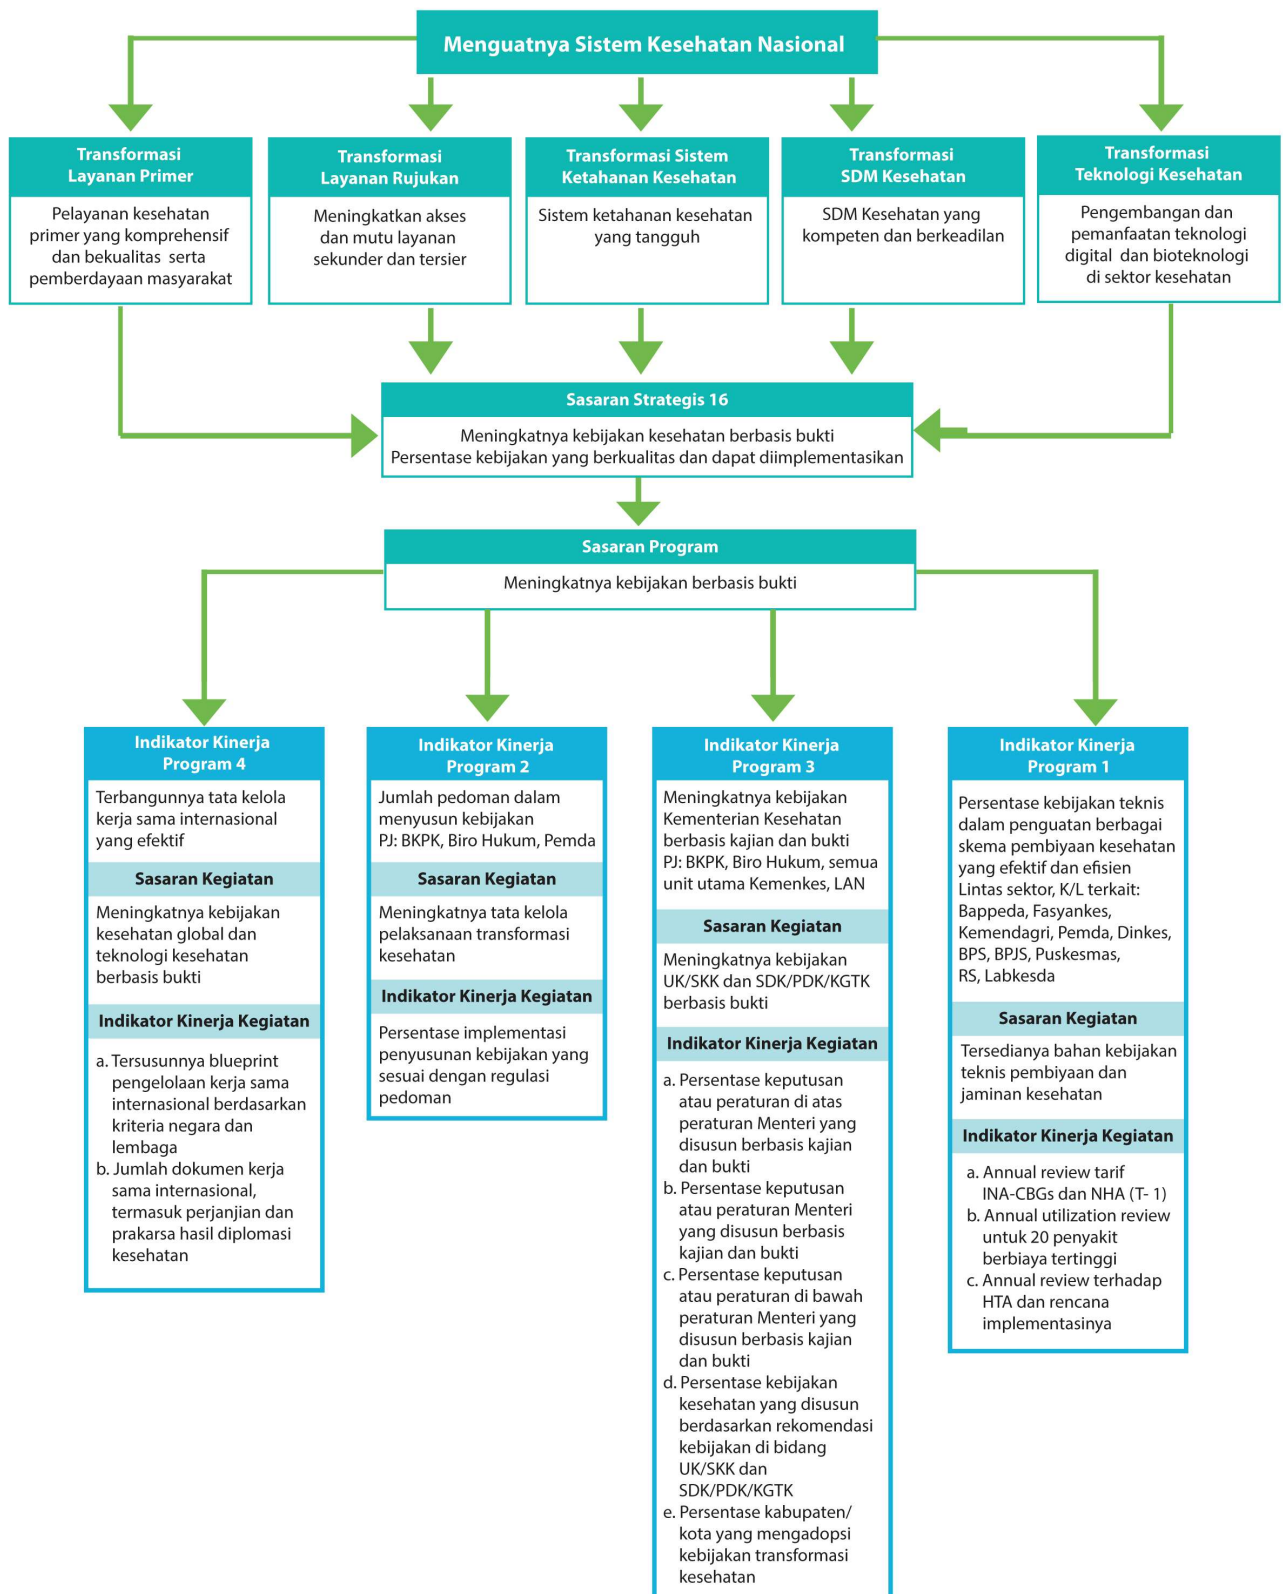 Menguatnya Sistem Kesehatan Nasional
Transformasi
Layanan Primer
Pelayanan kesehatan
primer yang komprehensif
dan bekualitas serta
pemberdayaan masyarakat
Transformasi
Layanan Rujukan
Meningkatkan akses
dan mutu layanan
sekunder dan tersier
Transformasi Sistem
Ketahanan Kesehatan
Sistem ketahanan kesehatan
yang tangguh
Transformasi
SDM Kesehatan
SDM Kesehatan yang
kompeten dan berkeadilan
Transformasi
Teknologi Kesehatan
Pengembangan dan
pemanfaatan teknologi
digital dan bioteknologi
di sektor kesehatan
Sasaran Strategis 16
Meningkatnya kebijakan kesehatan berbasis bukti
Persentase kebijakan yang berkualitas dan dapat diimplementasikan
Sasaran Program
Meningkatnya kebijakan berbasis bukti
Indikator Kinerja
Program 4
Terbangunnya tata kelola
kerja sama internasional
yang efektif
Sasaran Kegiatan
Meningkatnya kebijakan
kesehatan global dan
teknologi kesehatan
berbasis bukti
Indikator Kinerja Kegiatan
a. Tersusunnya blueprint
pengelolaan kerja sama
internasional berdasarkan
kriteria negara dan
lembaga
b. Jumlah dokumen kerja
sama internasional,
termasuk perjanjian dan
prakarsa hasil diplomasi
kesehatan
Indikator Kinerja
Program 2
Jumlah pedoman dalam
menyusun kebijakan
PJ: BKPK, Biro Hukum, Pemda
Sasaran Kegiatan
Meningkatnya tata kelola
pelaksanaan transformasi
kesehatan
Indikator Kinerja Kegiatan
Persentase implementasi
penyusunan kebijakan yang
sesuai dengan regulasi
pedoman
Indikator Kinerja
Program 3
Meningkatnya kebijakan
Kementerian Kesehatan
berbasis kajian dan bukti
PJ: BKPK, Biro Hukum, semua
unit utama Kemenkes, LAN
Sasaran Kegiatan
Meningkatnya kebijakan
UK/SKK dan SDK/PDK/KGTK
berbasis bukti
Indikator Kinerja Kegiatan
a. Persentase keputusan
atau peraturan di atas
peraturan Menteri yang
disusun berbasis kajian
dan bukti
b. Persentase keputusan
atau peraturan Menteri
yang disusun berbasis
kajian dan bukti
c. Persentase keputusan
atau peraturan di bawah
peraturan Menteri yang
disusun berbasis kajian
dan bukti
d. Persentase kebijakan
kesehatan yang disusun
berdasarkan rekomendasi
kebijakan di bidang
UK/SKK dan
SDK/PDK/KGTK
e. Persentase kabupaten/
kota yang mengadopsi
kebijakan transformasi
kesehatan
Indikator Kinerja
Program 1
Persentase kebijakan teknis
dalam penguatan berbagai
skema pembiyaan kesehatan
yang efektif dan efisien
Lintas sektor, K/L terkait:
Bappeda, Fasyankes,
Kemendagri, Pemda, Dinkes,
BPS, BPJS, Puskesmas,
RS, Labkesda
Sasaran Kegiatan
Tersedianya bahan kebijakan
teknis pembiyaan dan
jaminan kesehatan
Indikator Kinerja Kegiatan
a. Annual review tarif
INA-CBGs dan NHA (T- 1)
b. Annual utilization review
untuk 20 penyakit
berbiaya tertinggi
c. Annual review terhadap
HTA dan rencana
implementasinya